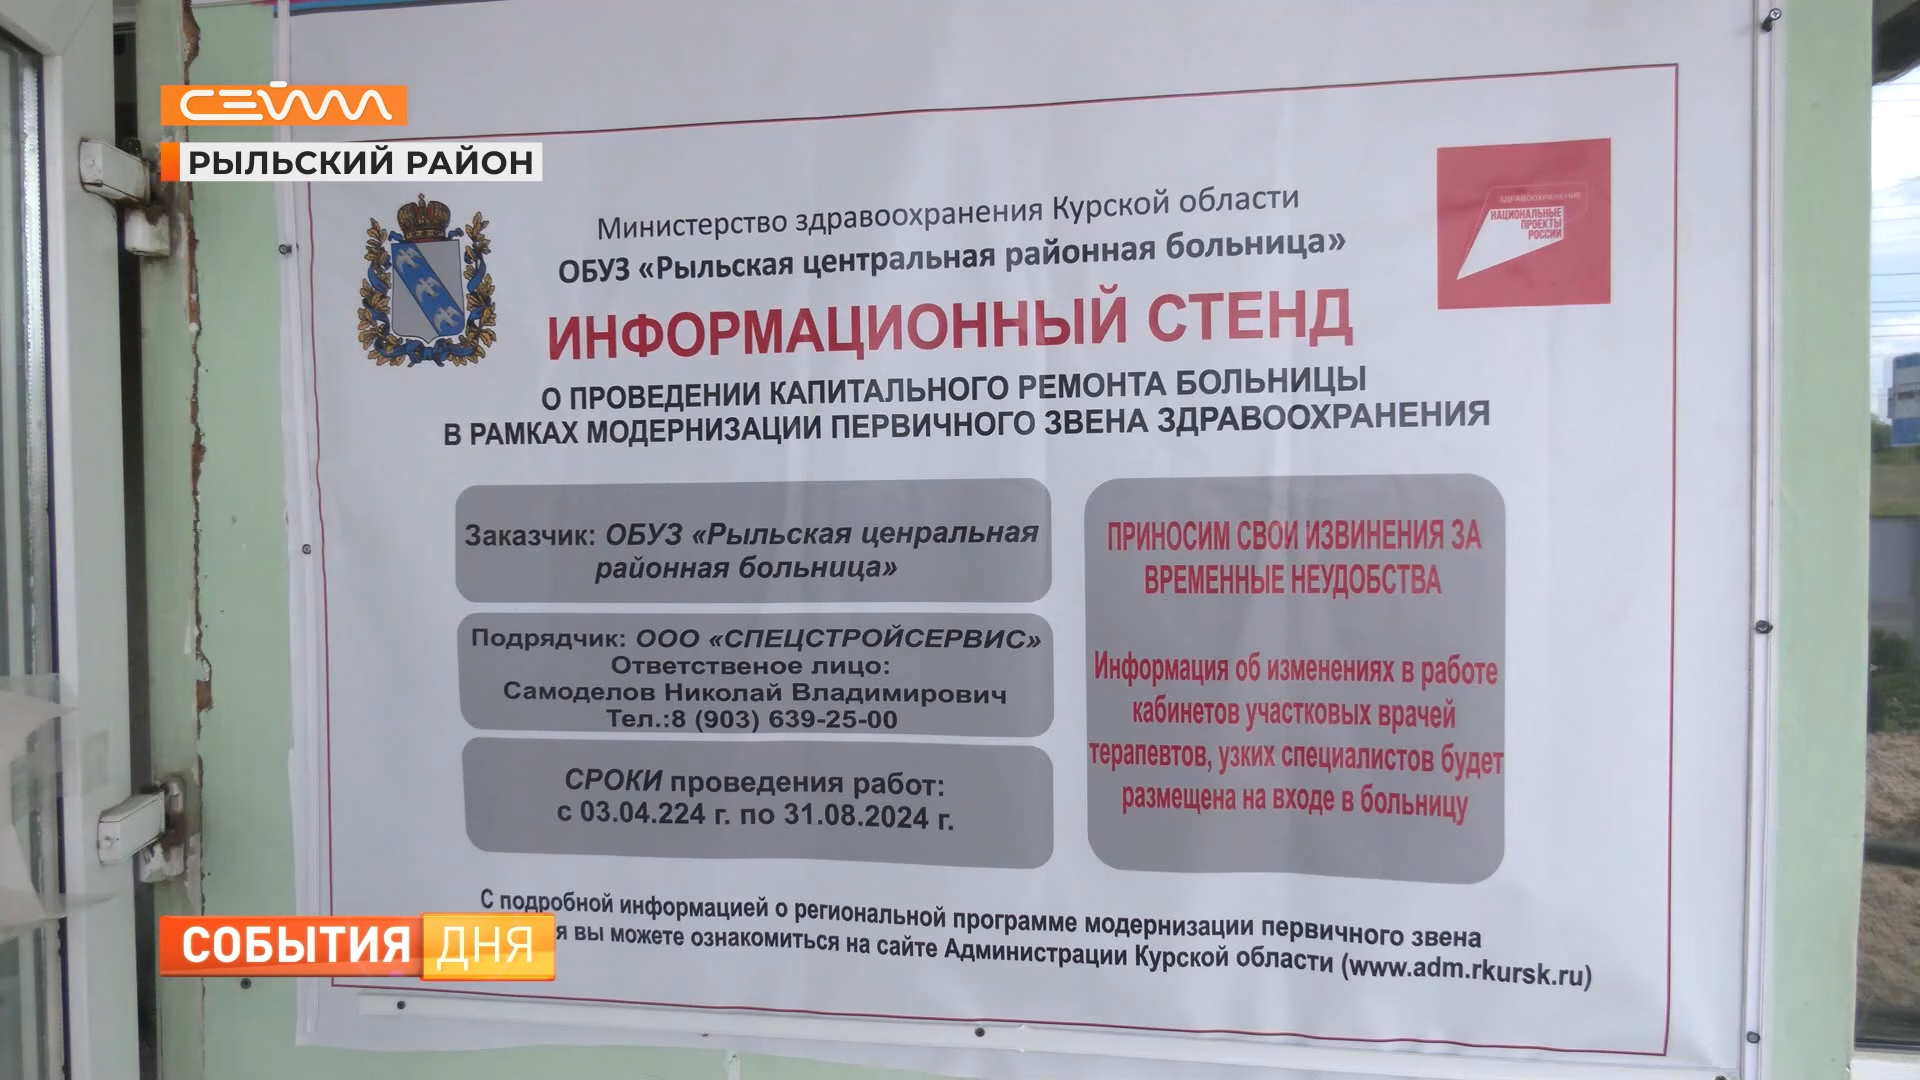 СЕЙМ
РЫЛЬСКИЙ РАЙОН
Министерство здравоохранения Курской области
ОБУЗ «Рыльская центральная районная больница»
ИНФОРМАЦИОННЫЙ СТЕНД
О ПРОВЕДЕНИИ КАПИТАЛЬНОГО РЕМОНТА БОЛЬНИЦЫ
В РАМКАХ МОДЕРНИЗАЦИИ ПЕРВИЧНОГО ЗВЕНА ЗДРАВООХРАНЕНИЯ
ЗДРАВООХРАНЕНИЕ
НАЦИОНАЛЬНЫЕ
ПРОЕКТЫ
РОССИИ
Заказчик: ОБУЗ «Рыльская ценральная
районная больница»
Подрядчик: ООО «СПЕЦСТРОЙСЕРВИС»
Ответственое лицо:
Самоделов Николай Владимирович
Тел.:8 (903) 639-25-00
СРОКИ проведения работ:
с 03.04.224 г. по 31.08.2024 г.
ПРИНОСИМ СВОИ ИЗВИНЕНИЯ ЗА
ВРЕМЕННЫЕ НЕУДОБСТВА
Информация об изменениях в работе
кабинетов участковых врачей
терапевтов, узких специалистов будет
размещена на входе в больницу
С подробной информацией о региональной программе модернизации первичного звена
я вы можете ознакомиться на сайте Администрации Курской области (www.adm.rkursk.ru)
СОБЫТИЯ ДНЯ